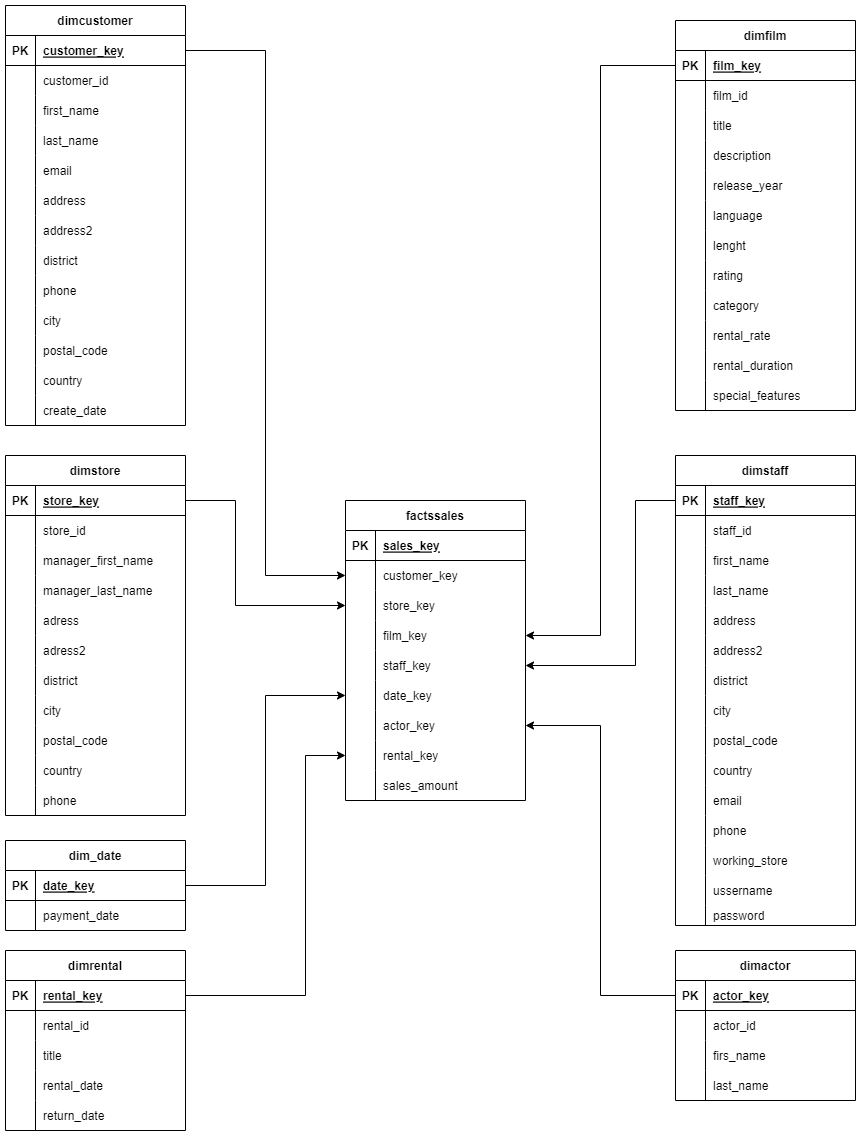 dimcustomer
PK customer_key
customer_id
first_name
last_name
email
address
address2
district
phone
city
postal_code
country
create_date
dimstore
PK store_key
store_id
manager_first_name
manager_last_name
adress
adress2
district
city
postal_code
country
phone
dim_date
PK date_key
payment_date
dimrental
PK rental_key
rental_id
title
rental_date
return_date
factssales
PK sales_key
customer_key
store_key
film_key
staff_key
date_key
actor_key
rental_key
sales_amount
dimfilm
PK film_key
film_id
title
description
release_year
language
lenght
rating
category
rental_rate
rental_duration
special_features
dimstaff
PK staff_key
staff_id
first_name
last_name
address
address2
district
city
postal_code
country
email
phone
working_store
ussername
password
dimactor
PK actor_key
actor_id
firs_name
last_name